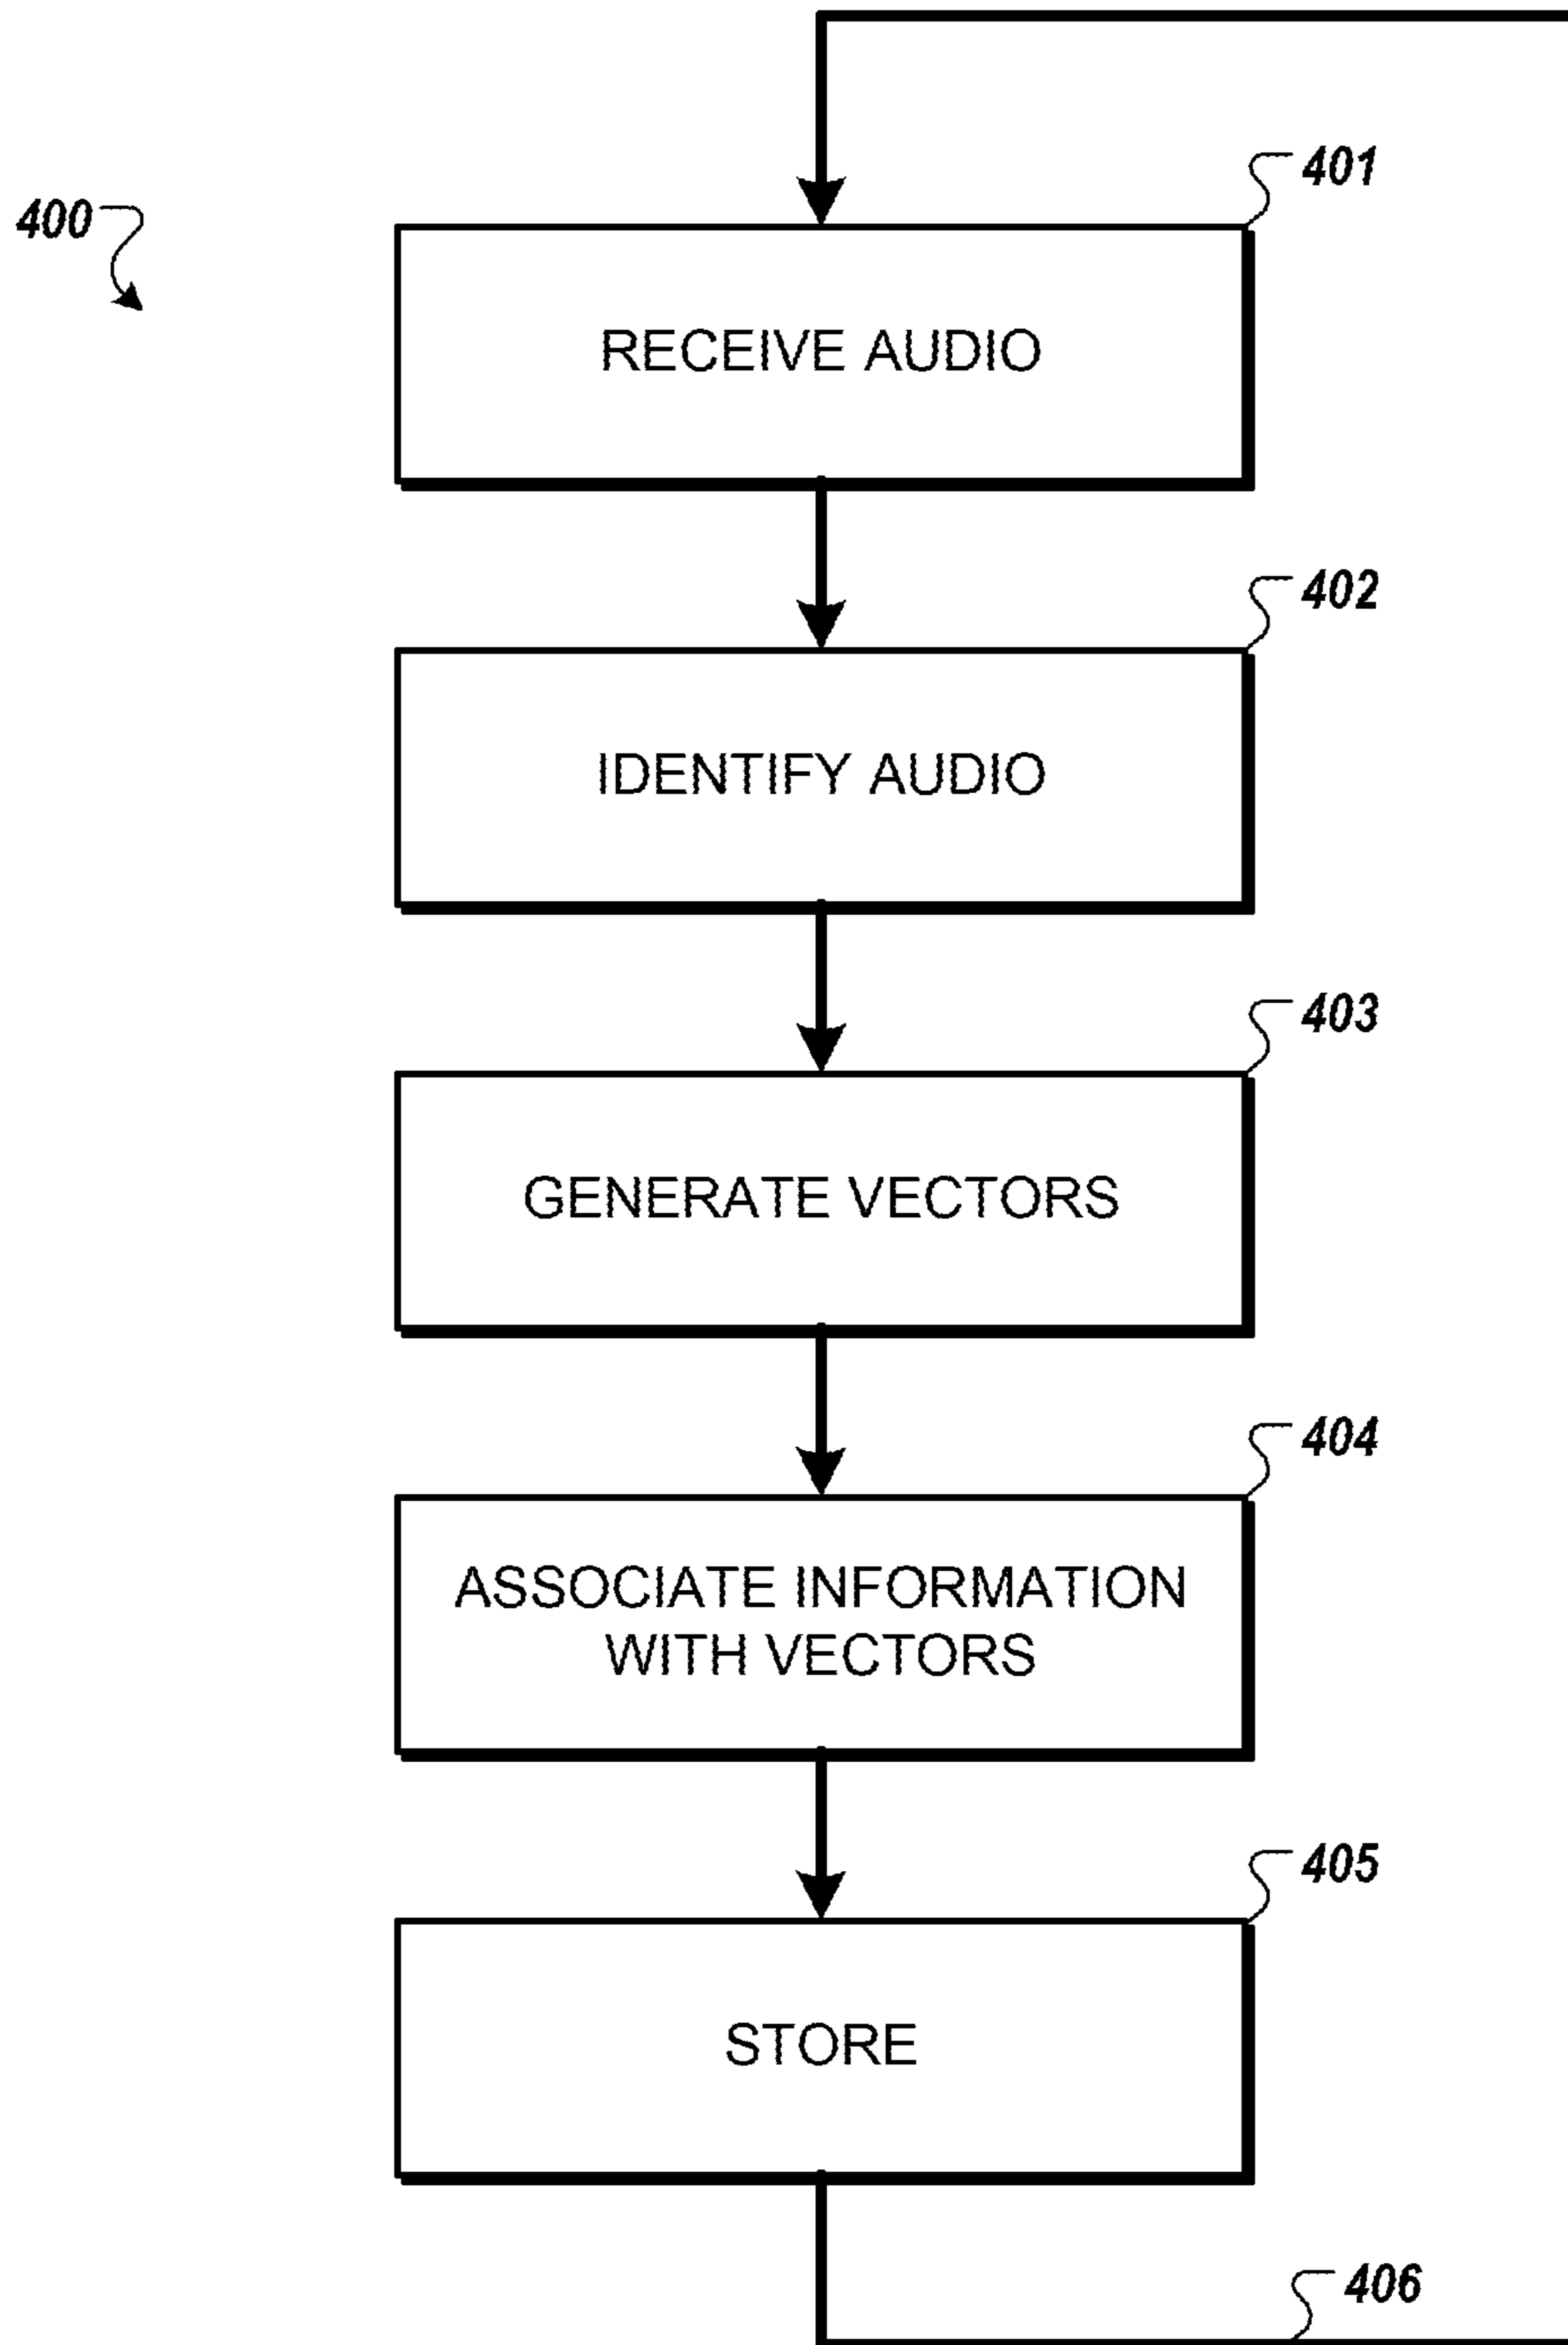 401
400
RECEIVE AUDIO
402
IDENTIFY AUDIO
403
GENERATE VECTORS
404
ASSOCIATE INFORMATION
WITH VECTORS
405
STORE
406